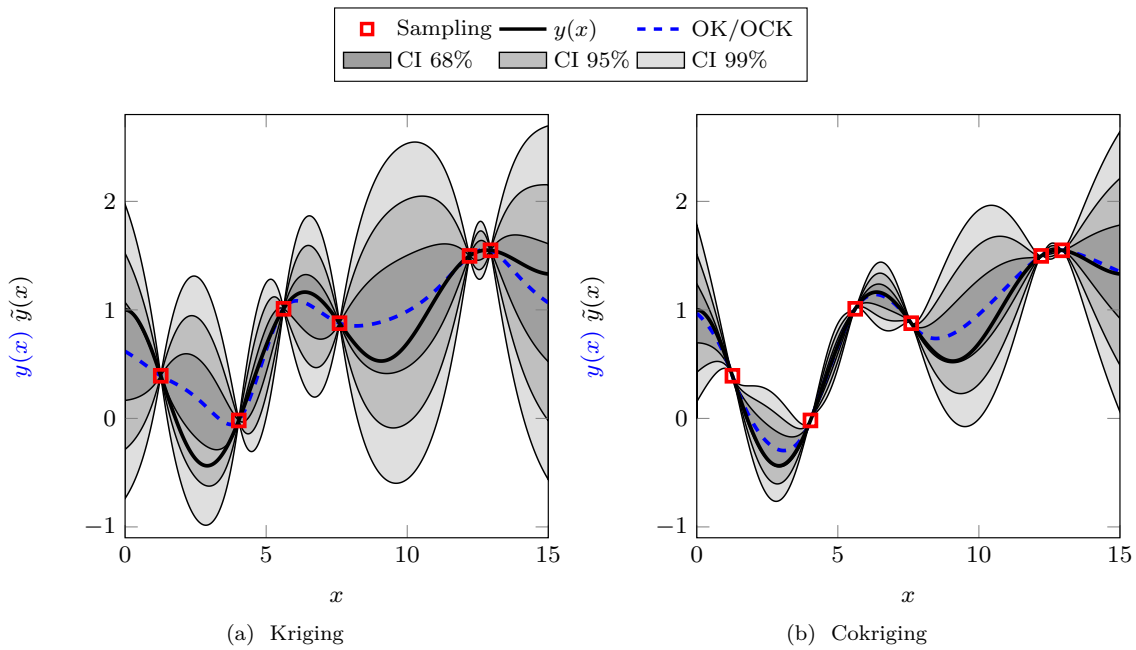 Sampling y(x) OK/OCK
CI 68% CI 95% CI 99%
y(x) ỹ(x)
2
1
0
−1
0 5 10 15
x
(a) Kriging
y(x) ỹ(x)
2
1
0
−1
0 5 10 15
x
(b) Cokriging